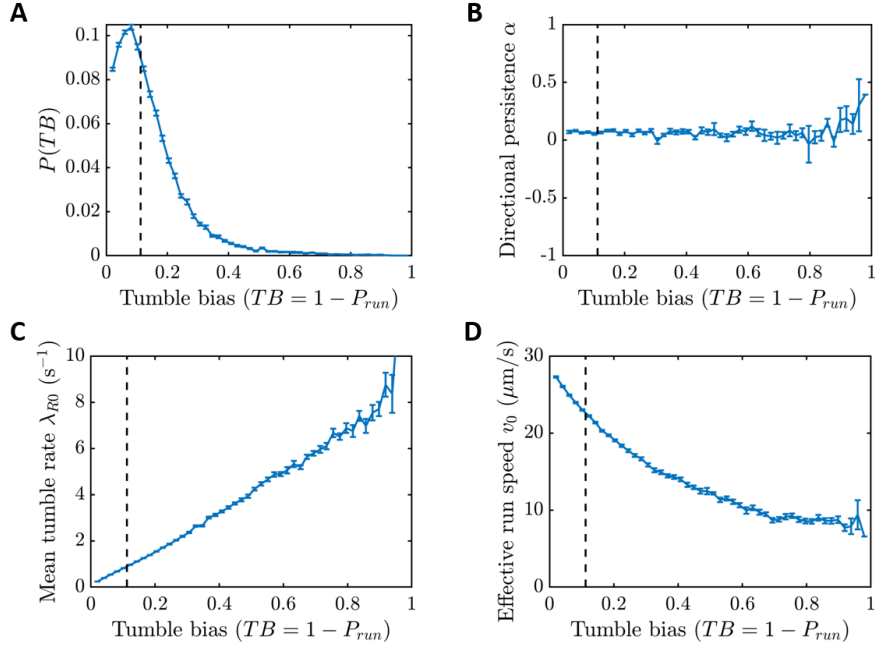 A
0.1
0.08
0.06
0.04
0.02
0
P(TB)
0 0.2 0.4 0.6 0.8 1
Tumble bias (TB = 1 − P_run)
B
1
0.5
0
-0.5
-1
Directional persistence α
0 0.2 0.4 0.6 0.8 1
Tumble bias (TB = 1 − P_run)
C
10
8
6
4
2
0
Mean tumble rate λ_R0 (s⁻¹)
0 0.2 0.4 0.6 0.8 1
Tumble bias (TB = 1 − P_run)
D
30
20
10
0
Effective run speed v₀ (μm/s)
0 0.2 0.4 0.6 0.8 1
Tumble bias (TB = 1 − P_run)